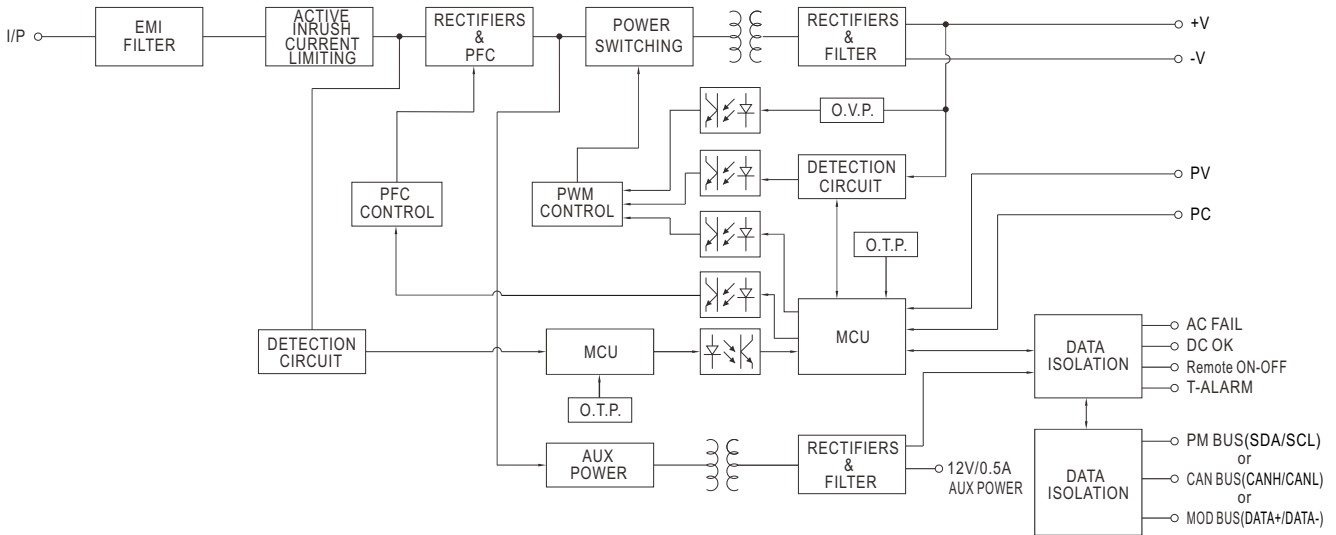 I/P
EMI
FILTER
ACTIVE
INRUSH
CURRENT
LIMITING
RECTIFIERS
&
PFC
POWER
SWITCHING
RECTIFIERS
&
FILTER
+V
-V
O.V.P.
DETECTION
CIRCUIT
PFC
CONTROL
PWM
CONTROL
PV
PC
O.T.P.
MCU
DETECTION
CIRCUIT
MCU
O.T.P.
DATA
ISOLATION
AC FAIL
DC OK
Remote ON-OFF
T-ALARM
AUX
POWER
RECTIFIERS
&
FILTER
12V/0.5A
AUX POWER
DATA
ISOLATION
PM BUS(SDA/SCL)
or
CAN BUS(CANH/CANL)
or
MOD BUS(DATA+/DATA-)